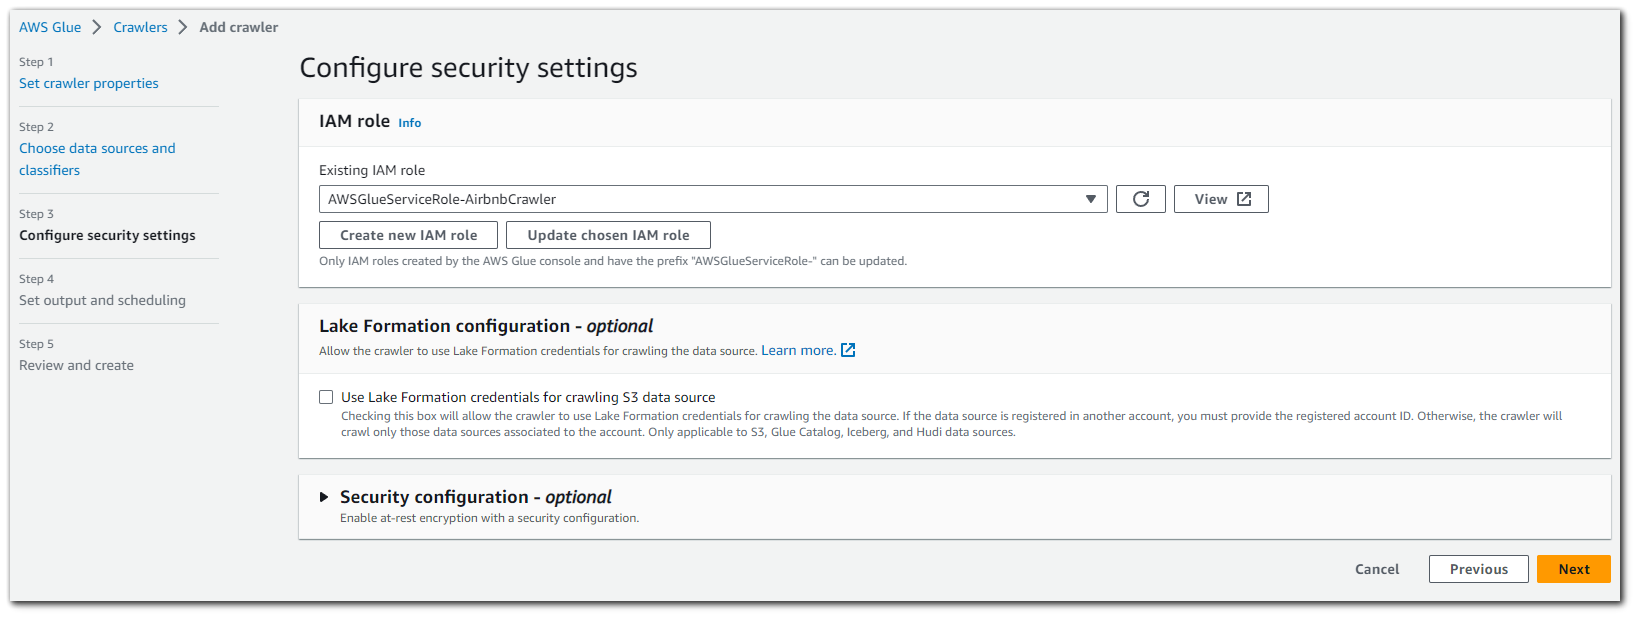 AWS Glue > Crawlers > Add crawler
Step 1
Set crawler properties
Step 2
Choose data sources and
classifiers
Step 3
Configure security settings
Step 4
Set output and scheduling
Step 5
Review and create
Configure security settings
IAM role Info
Existing IAM role
AWSGlueServiceRole-AirbnbCrawler
View
Create new IAM role Update chosen IAM role
Only IAM roles created by the AWS Glue console and have the prefix "AWSGlueServiceRole-" can be updated.
Lake Formation configuration - optional
Allow the crawler to use Lake Formation credentials for crawling the data source. Learn more.
Use Lake Formation credentials for crawling S3 data source
Checking this box will allow the crawler to use Lake Formation credentials for crawling the data source. If the data source is registered in another account, you must provide the registered account ID. Otherwise, the crawler will
crawl only those data sources associated to the account. Only applicable to S3, Glue Catalog, Iceberg, and Hudi data sources.
Security configuration - optional
Enable at-rest encryption with a security configuration.
Cancel Previous Next